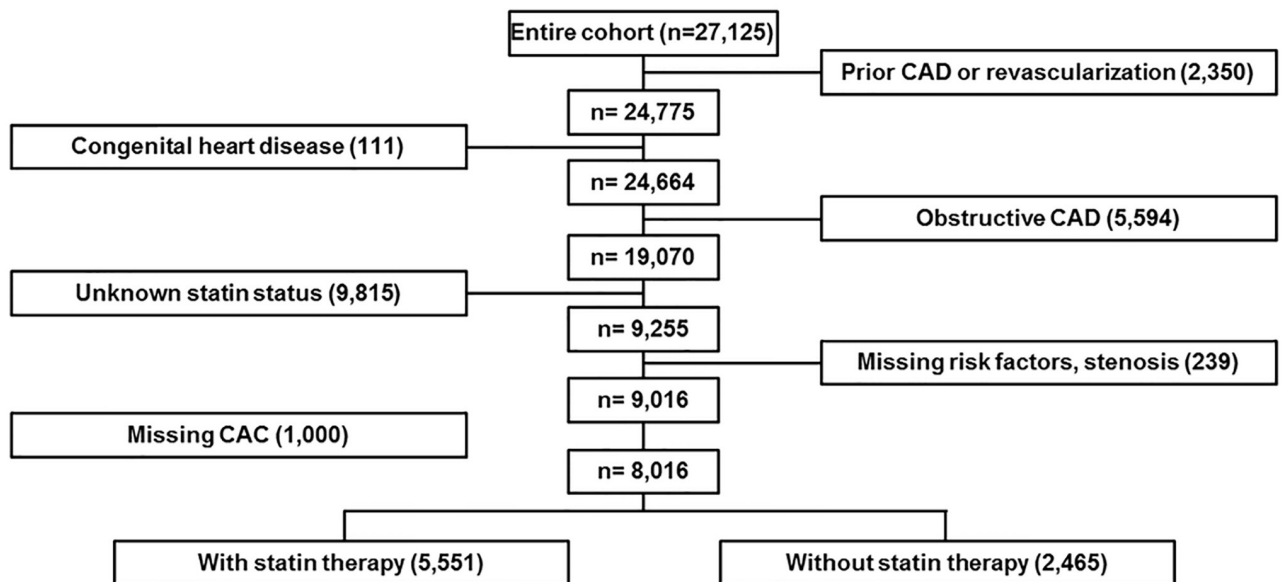 Entire cohort (n=27,125)
Prior CAD or revascularization (2,350)
n= 24,775
Congenital heart disease (111)
n= 24,664
Obstructive CAD (5,594)
n= 19,070
Unknown statin status (9,815)
n= 9,255
Missing risk factors, stenosis (239)
n= 9,016
Missing CAC (1,000)
n= 8,016
With statin therapy (5,551)
Without statin therapy (2,465)